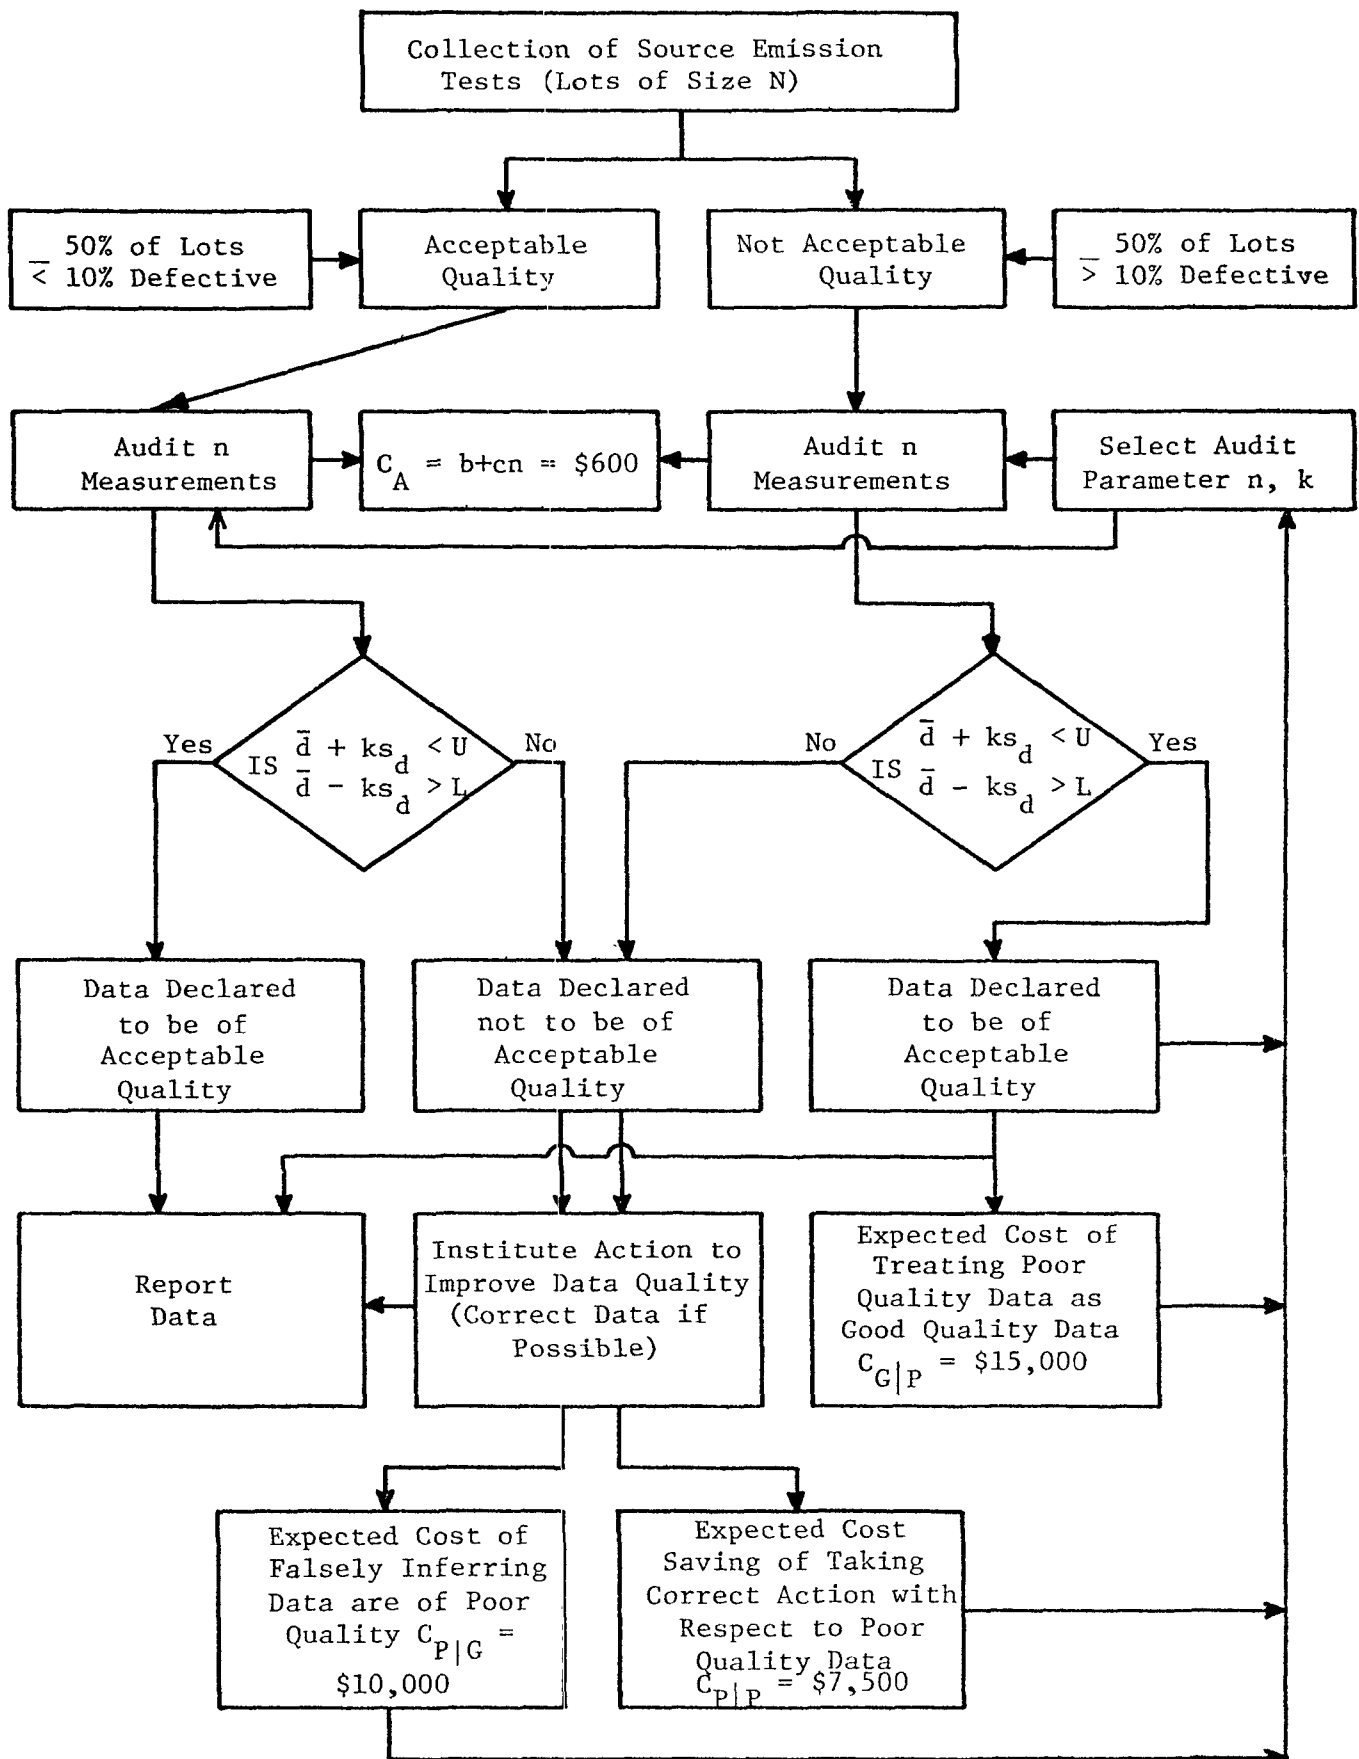 Collection of Source Emission
Tests (Lots of Size N)
50% of Lots
_
< 10% Defective
Acceptable
Quality
Not Acceptable
Quality
50% of Lots
_
> 10% Defective
Audit n
Measurements
C_A = b+cn = $600
Audit n
Measurements
Select Audit
Parameter n, k
Yes
IS
d̄ + ks_d < U
d̄ - ks_d > L
No
No
IS
d̄ + ks_d < U
d̄ - ks_d > L
Yes
Data Declared
to be of
Acceptable
Quality
Data Declared
not to be of
Acceptable
Quality
Data Declared
to be of
Acceptable
Quality
Report
Data
Institute Action to
Improve Data Quality
(Correct Data if
Possible)
Expected Cost of
Treating Poor
Quality Data as
Good Quality Data
C_G|P = $15,000
Expected Cost of
Falsely Inferring
Data are of Poor
Quality C_P|G =
$10,000
Expected Cost
Saving of Taking
Correct Action with
Respect to Poor
Quality Data
C_P|P = $7,500